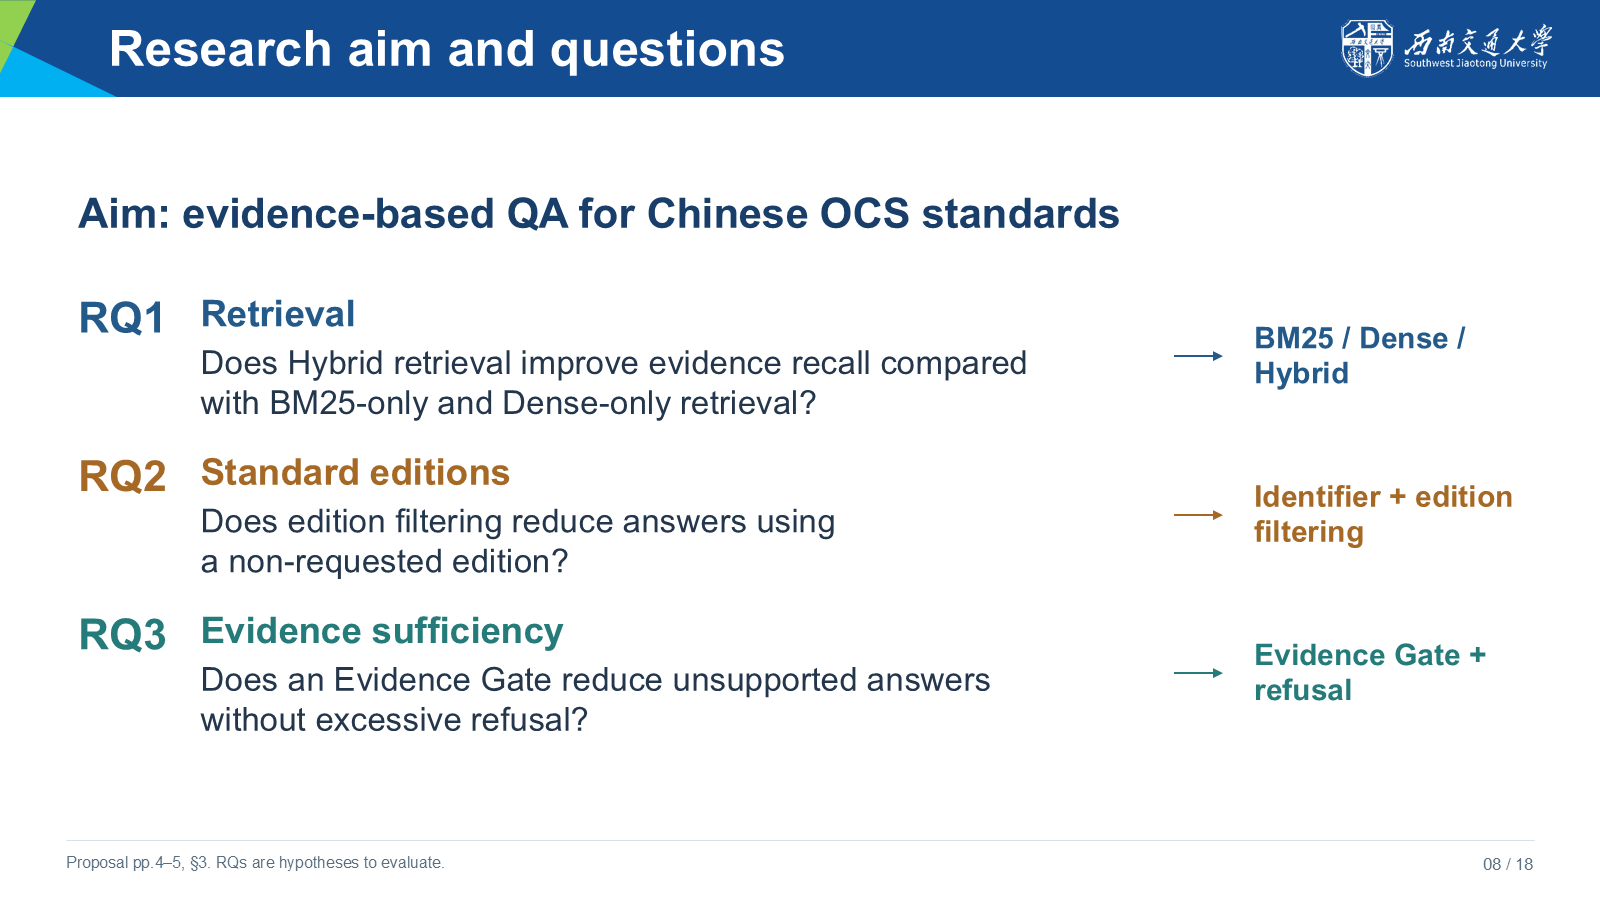 Research aim and questions
西南交通大學
Southwest Jiaotong University
Aim: evidence-based QA for Chinese OCS standards
RQ1
Retrieval
Does Hybrid retrieval improve evidence recall compared
with BM25-only and Dense-only retrieval?
BM25 / Dense /
Hybrid
RQ2
Standard editions
Does edition filtering reduce answers using
a non-requested edition?
Identifier + edition
filtering
RQ3
Evidence sufficiency
Does an Evidence Gate reduce unsupported answers
without excessive refusal?
Evidence Gate +
refusal
Proposal pp.4–5, §3. RQs are hypotheses to evaluate.
08 / 18